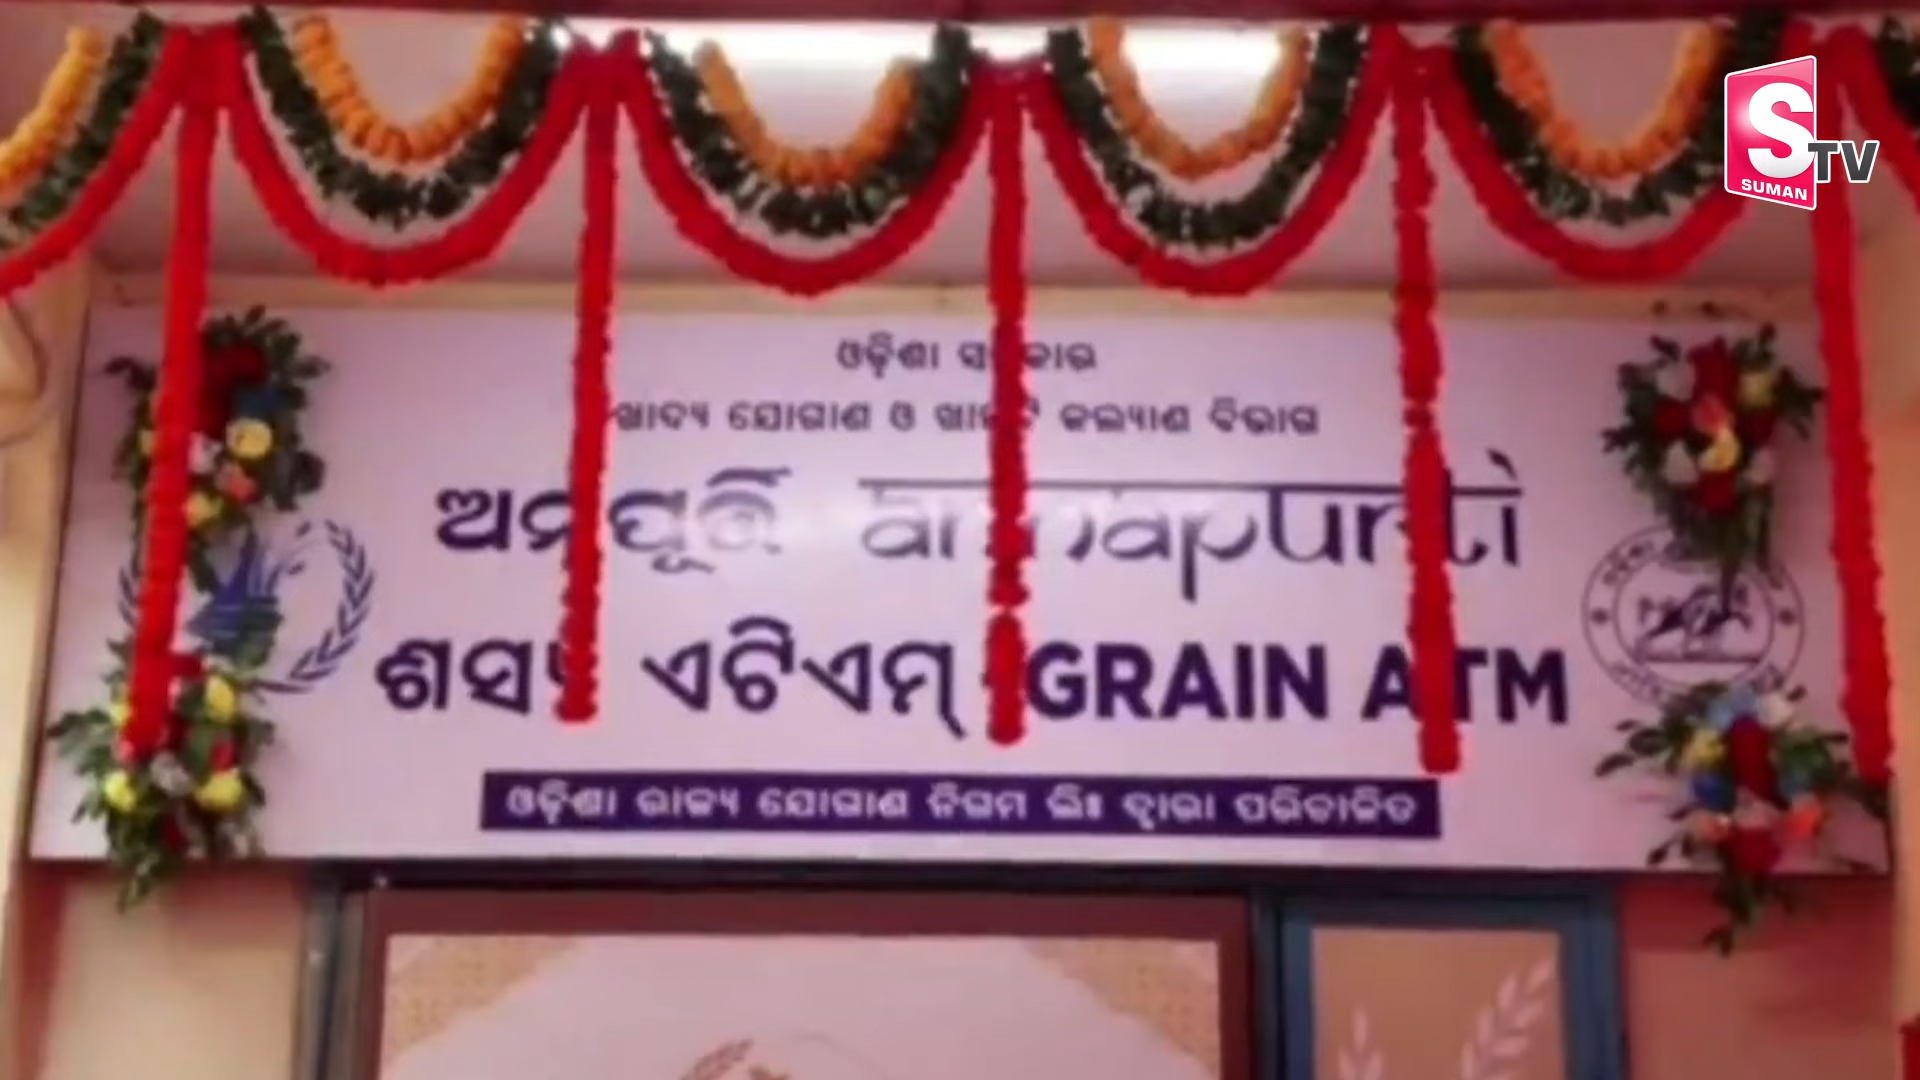 S TV
SUMAN
ଓଡ଼ିଶା ସରକାର
ଖାଦ୍ୟ ଯୋଗାଣ ଓ ଖାଉଟି କଲ୍ୟାଣ ବିଭାଗ
ଅନ୍ନପୂର୍ତ୍ତି annapurti
ଶସ୍ୟ ଏଟିଏମ୍ GRAIN ATM
ଓଡ଼ିଶା ରାଜ୍ୟ ଯୋଗାଣ ନିଗମ ଲିଃ ଦ୍ୱାରା ପରିଚାଳିତ